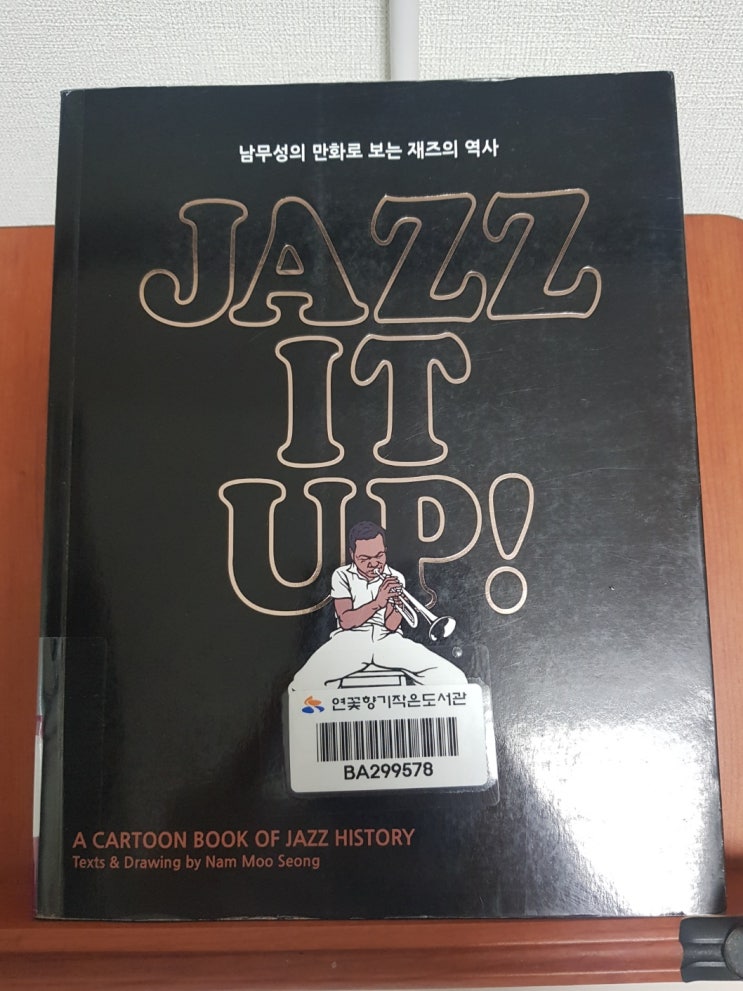 남무성의 만화로 보는 재즈의 역사
JAZZ
IT
UP!
연꽃향기작은도서관
BA299578
A CARTOON BOOK OF JAZZ HISTORY
Texts & Drawing by Nam Moo Seong